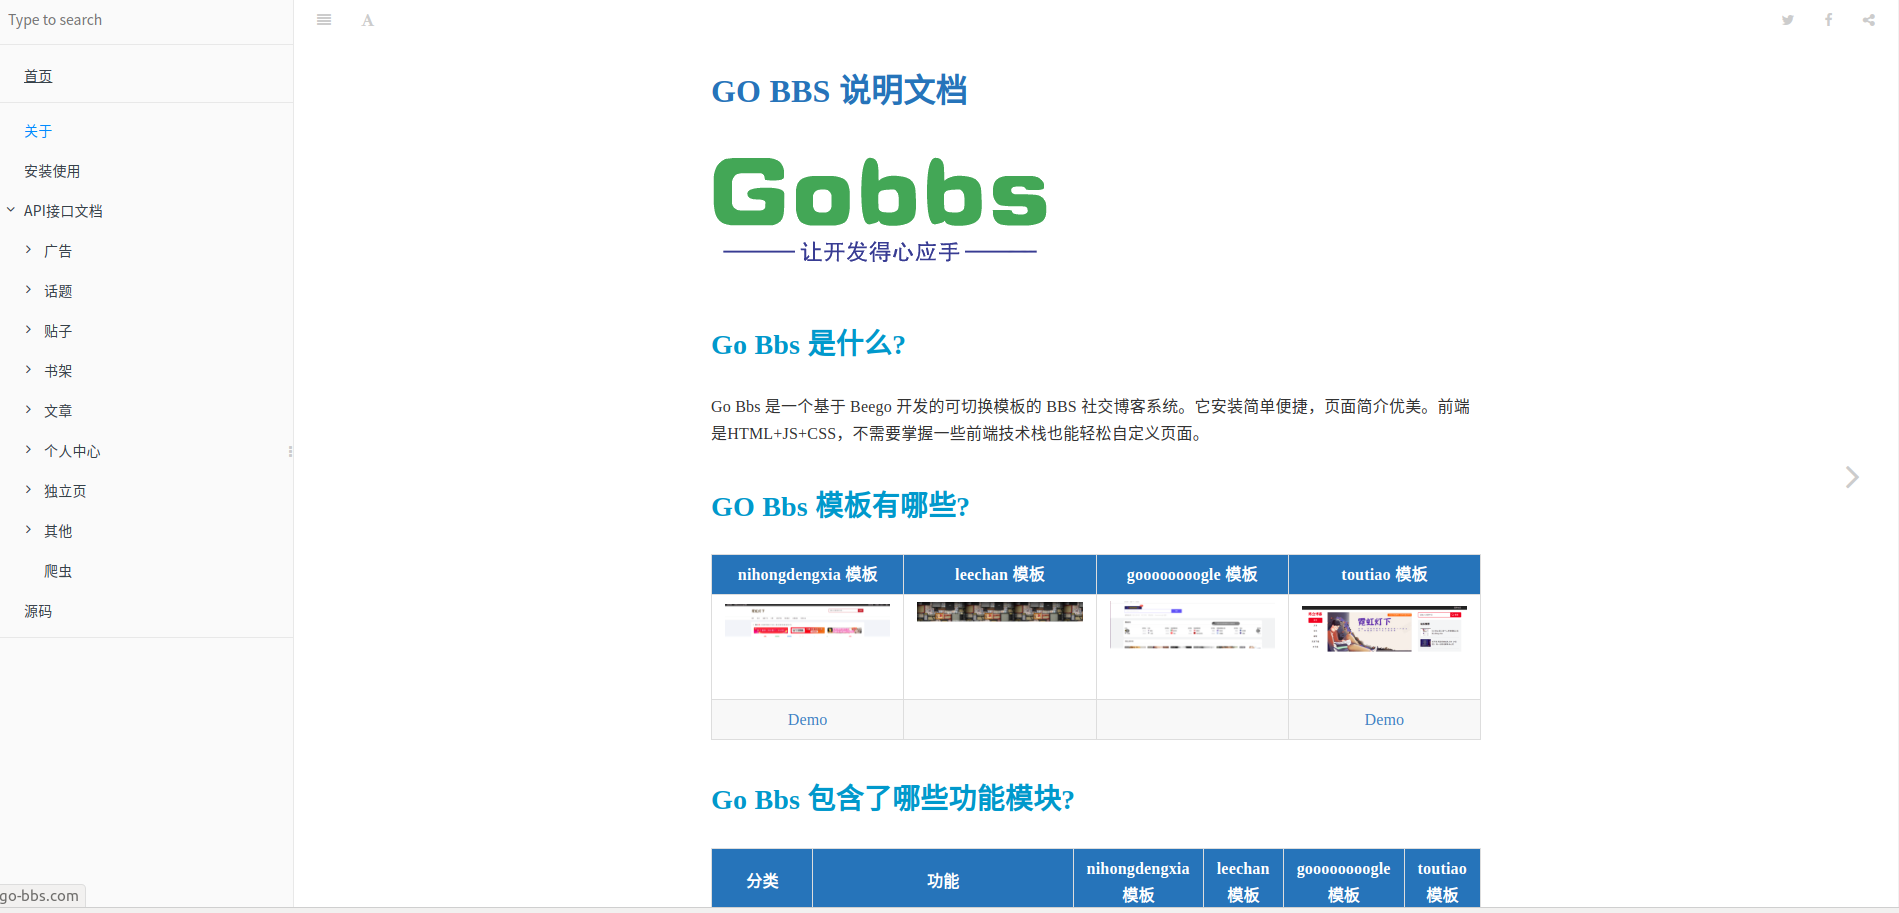 Type to search
A
首页
关于
安装使用
API接口文档
广告
话题
贴子
书架
文章
个人中心
独立页
其他
爬虫
源码
go-bbs.com
GO BBS 说明文档
Gobbs
让开发得心应手
Go Bbs 是什么?
Go Bbs 是一个基于 Beego 开发的可切换模板的 BBS 社交博客系统。它安装简单便捷，页面简介优美。前端
是HTML+JS+CSS，不需要掌握一些前端技术栈也能轻松自定义页面。
GO Bbs 模板有哪些?
nihongdengxia 模板 leechan 模板 goooooooogle 模板 toutiao 模板
霓虹灯下
Demo Demo
Go Bbs 包含了哪些功能模块?
分类 功能 nihongdengxia 模板 leechan 模板 goooooooogle 模板 toutiao 模板